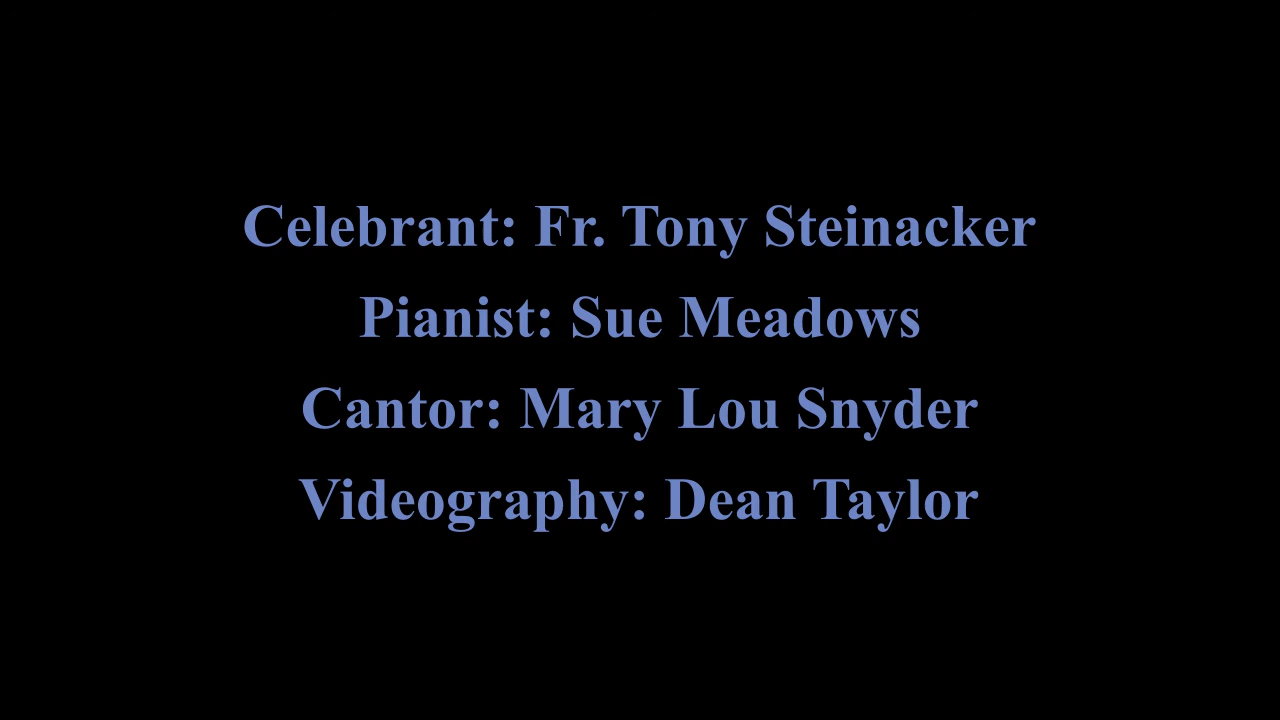 Celebrant: Fr. Tony Steinacker
Pianist: Sue Meadows
Cantor: Mary Lou Snyder
Videography: Dean Taylor